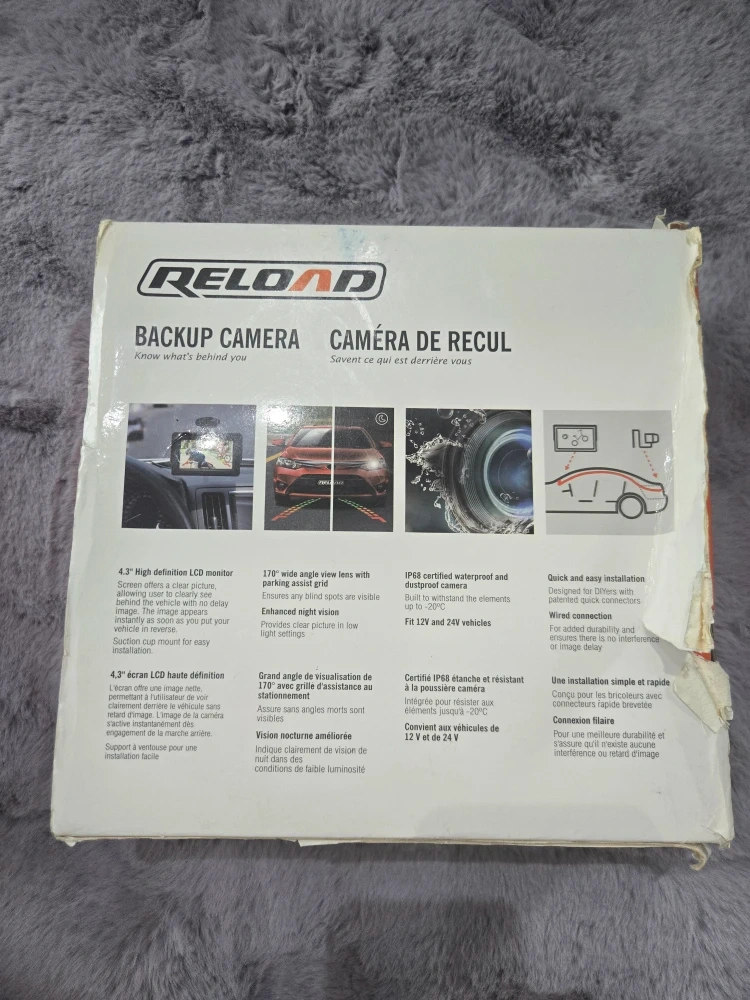 RELOAD
BACKUP CAMERA
Know what's behind you
CAMÉRA DE RECUL
Savent ce qui est derrière vous
RELOAD
4.3" High definition LCD monitor
Screen offers a clear picture,
allowing user to clearly see
behind the vehicle with no delay
image. The image appears
instantly as soon as you put your
vehicle in reverse.
Suction cup mount for easy
installation.
170° wide angle view lens with
parking assist grid
Ensures any blind spots are visible
Enhanced night vision
Provides clear picture in low
light settings
IP68 certified waterproof and
dustproof camera
Built to withstand the elements
up to -20°C
Fit 12V and 24V vehicles
Quick and easy installation
Designed for DIYers with
patented quick connectors
Wired connection
For added durability and
ensures there is no interference
or image delay
4,3" écran LCD haute définition
L'écran offre une image nette,
permettant à l'utilisateur de voir
clairement derrière le véhicule sans
retard d'image. L'image de la caméra
s'active instantanément dès
engagement de la marche arrière.
Support à ventouse pour une
installation facile
Grand angle de visualisation de
170° avec grille d'assistance au
stationnement
Assure sans angles morts sont
visibles
Vision nocturne améliorée
Indique clairement de vision de
nuit dans des
conditions de faible luminosité
Certifié IP68 étanche et résistant
à la poussière caméra
Intégrée pour résister aux
éléments jusqu'à -20°C
Convient aux véhicules de
12 V et de 24 V
Une installation simple et rapide
Conçu pour les bricoleurs avec
connecteurs rapide brevetée
Connexion filaire
Pour une meilleure durabilité et
s'assure qu'il n'existe aucune
interférence ou retard d'image